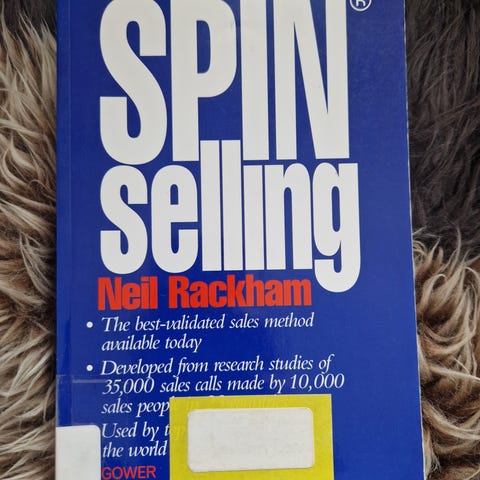 SPIN®
selling
Neil Rackham
• The best-validated sales method
available today
• Developed from research studies of
35,000 sales calls made by 10,000
sales people
Used by
the world
GOWER